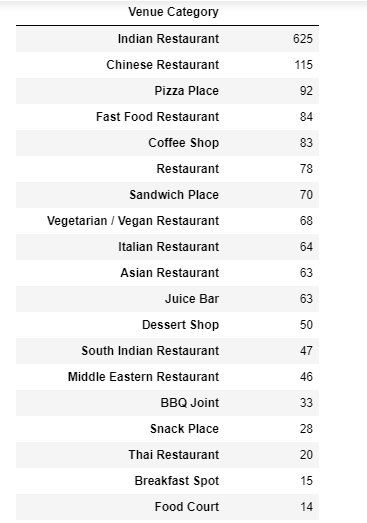 Venue Category
Indian Restaurant 625
Chinese Restaurant 115
Pizza Place 92
Fast Food Restaurant 84
Coffee Shop 83
Restaurant 78
Sandwich Place 70
Vegetarian / Vegan Restaurant 68
Italian Restaurant 64
Asian Restaurant 63
Juice Bar 63
Dessert Shop 50
South Indian Restaurant 47
Middle Eastern Restaurant 46
BBQ Joint 33
Snack Place 28
Thai Restaurant 20
Breakfast Spot 15
Food Court 14